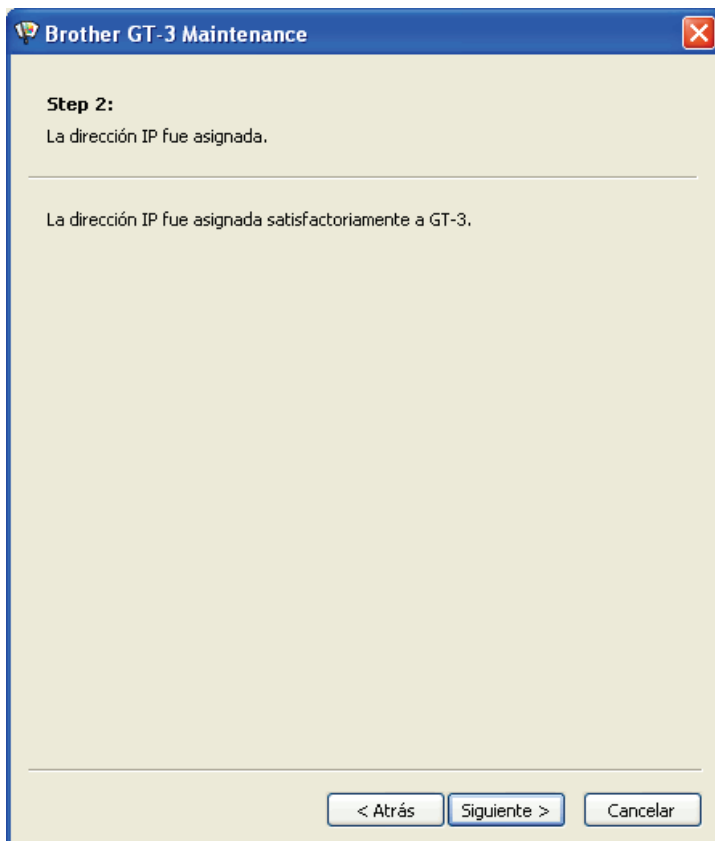 Brother GT-3 Maintenance
Step 2:
La dirección IP fue asignada.
La dirección IP fue asignada satisfactoriamente a GT-3.
< Atrás
Siguiente >
Cancelar